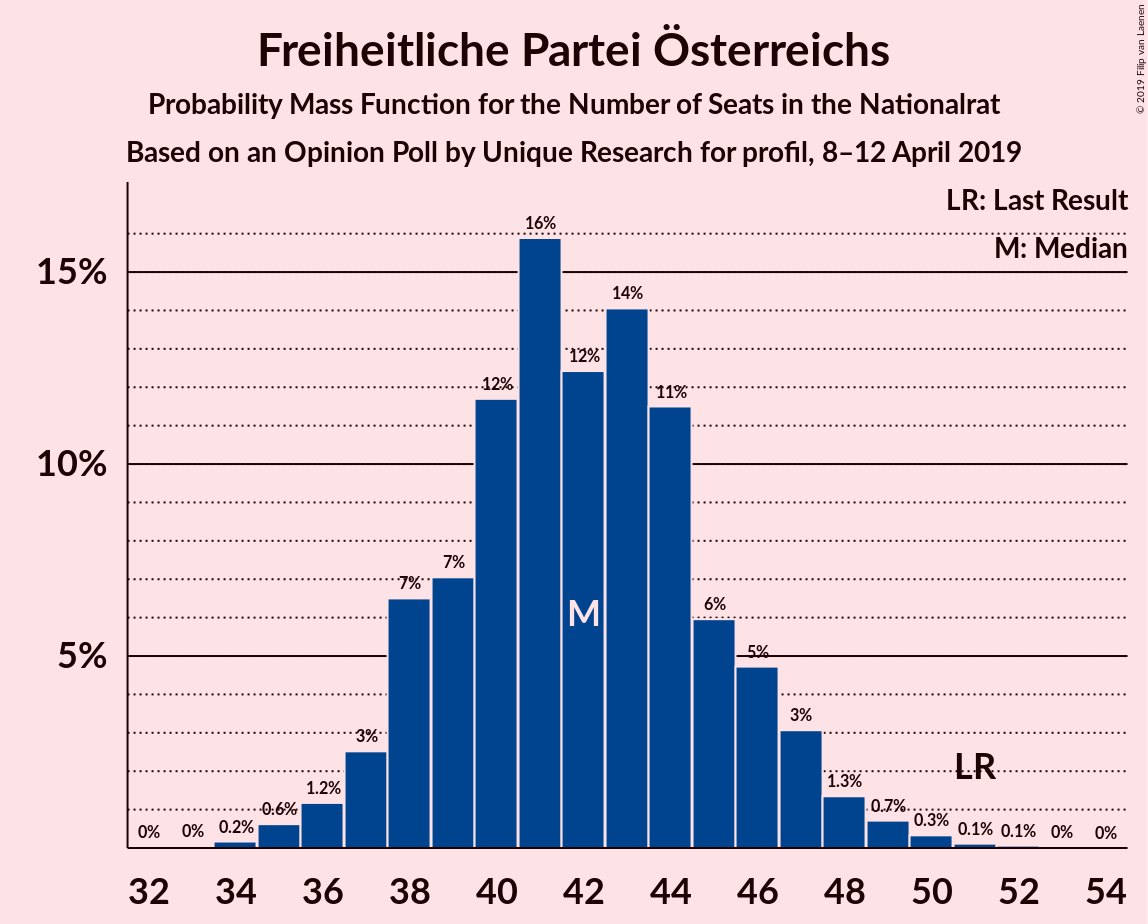 Freiheitliche Partei Österreichs
Probability Mass Function for the Number of Seats in the Nationalrat
Based on an Opinion Poll by Unique Research for profil, 8–12 April 2019
© 2019 Filip van Laenen
LR: Last Result
M: Median
15%
10%
5%
0%
0%
0.2%
0.6%
1.2%
3%
7%
7%
12%
16%
12%
14%
11%
6%
5%
3%
1.3%
0.7%
0.3%
0.1%
0.1%
0%
0%
M
LR
32 34 36 38 40 42 44 46 48 50 52 54